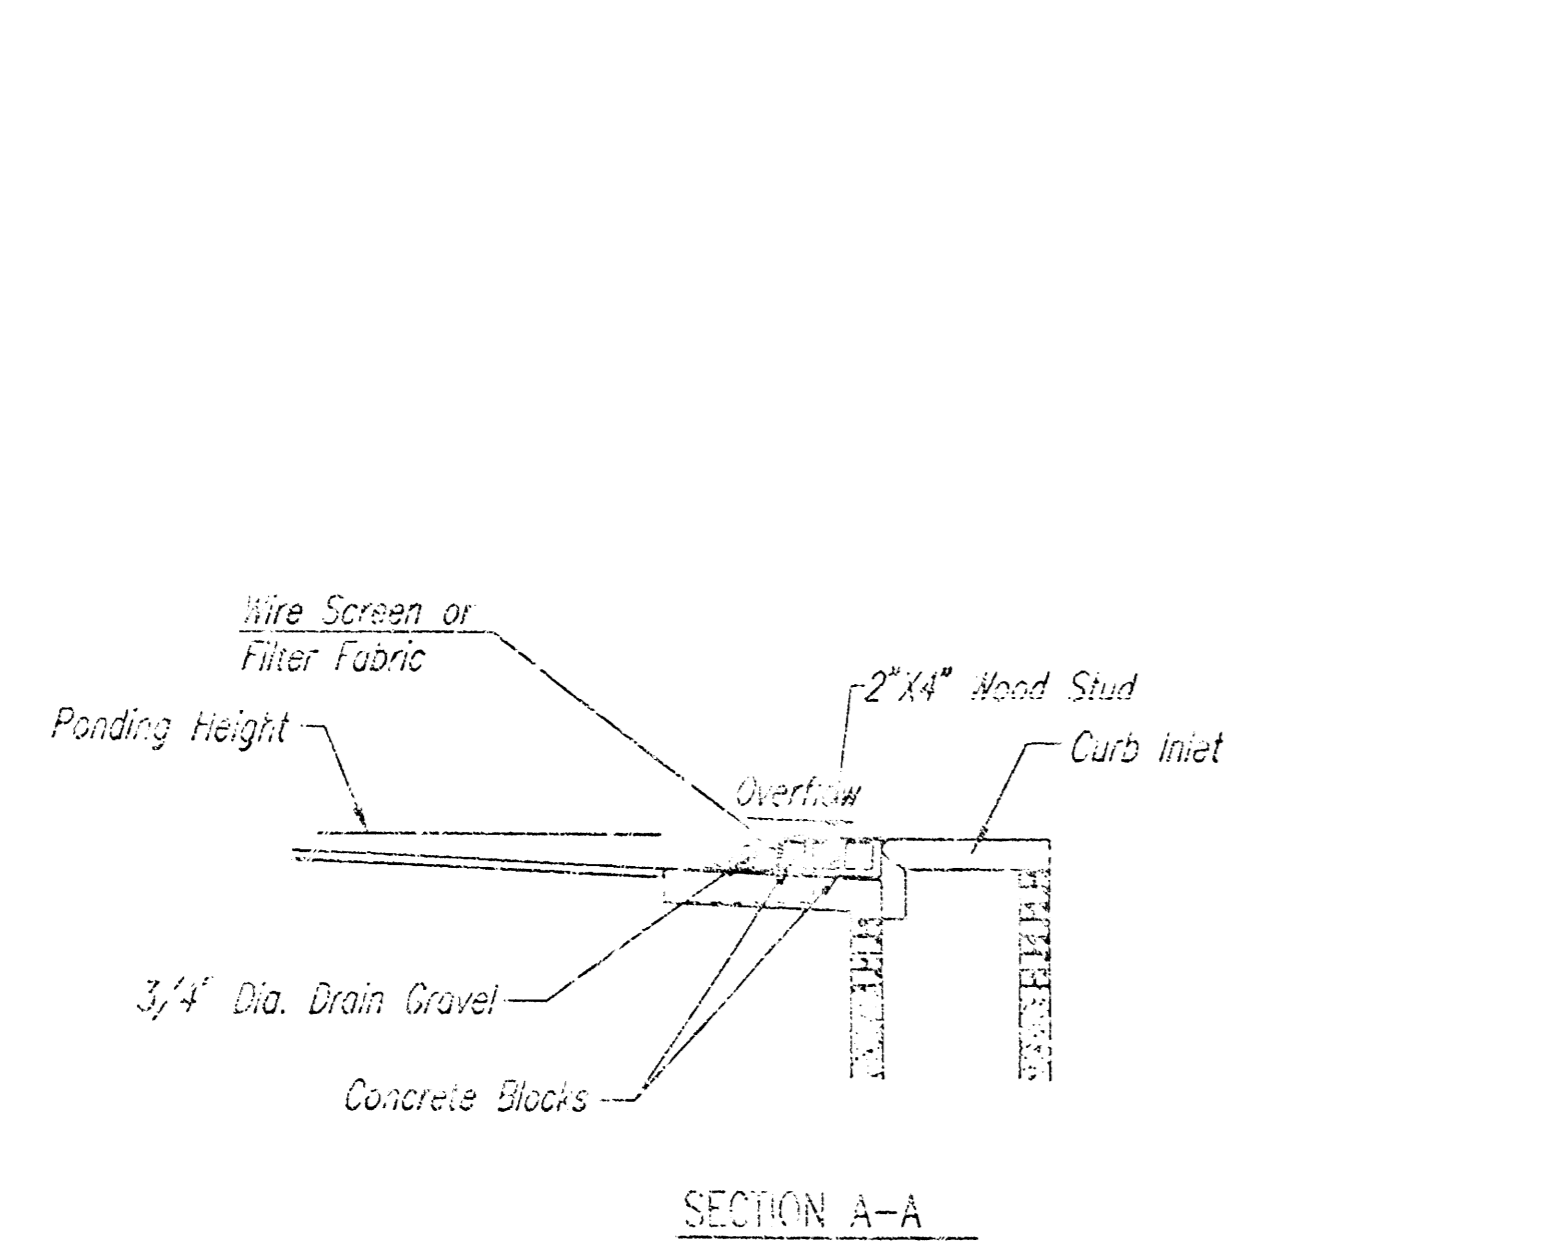 Wire Screen or
Filter Fabric
2"X4" Wood Stud
Ponding Height
Curb Inlet
Overflow
3/4" Dia. Drain Gravel
Concrete Blocks
SECTION A-A